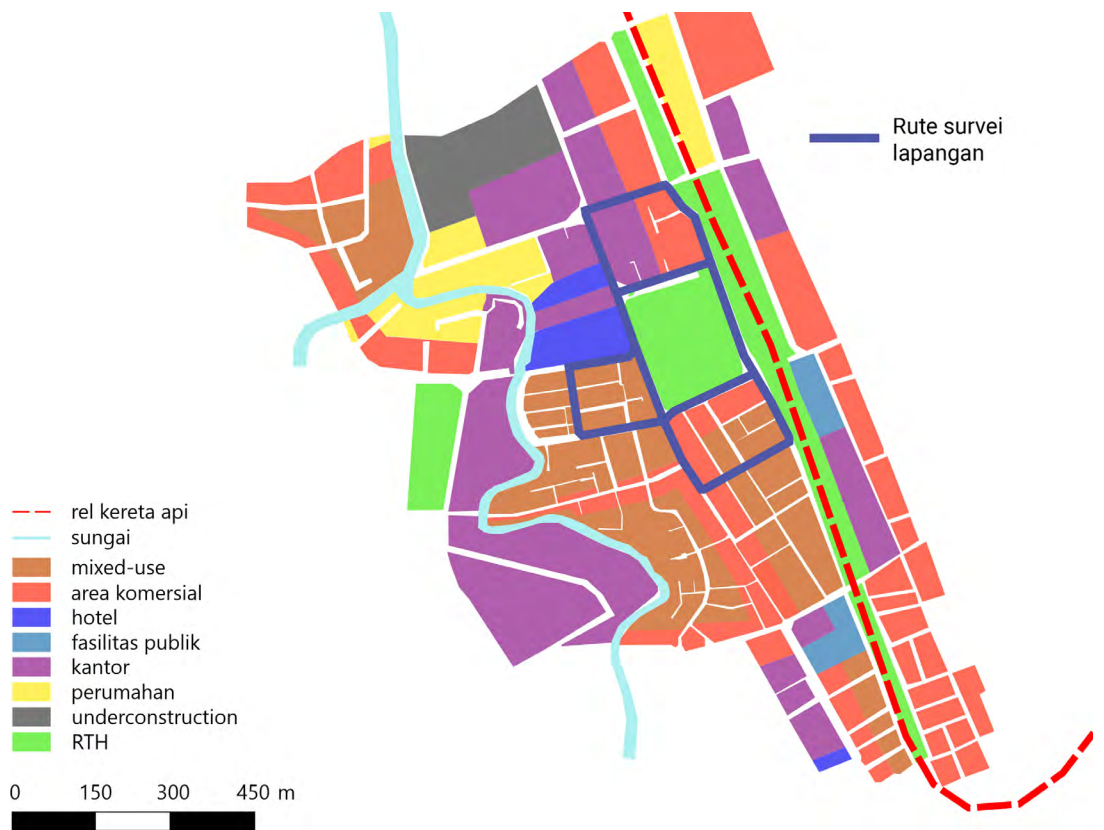 Rute survei
lapangan
rel kereta api
sungai
mixed-use
area komersial
hotel
fasilitas publik
kantor
perumahan
underconstruction
RTH
0 150 300 450 m